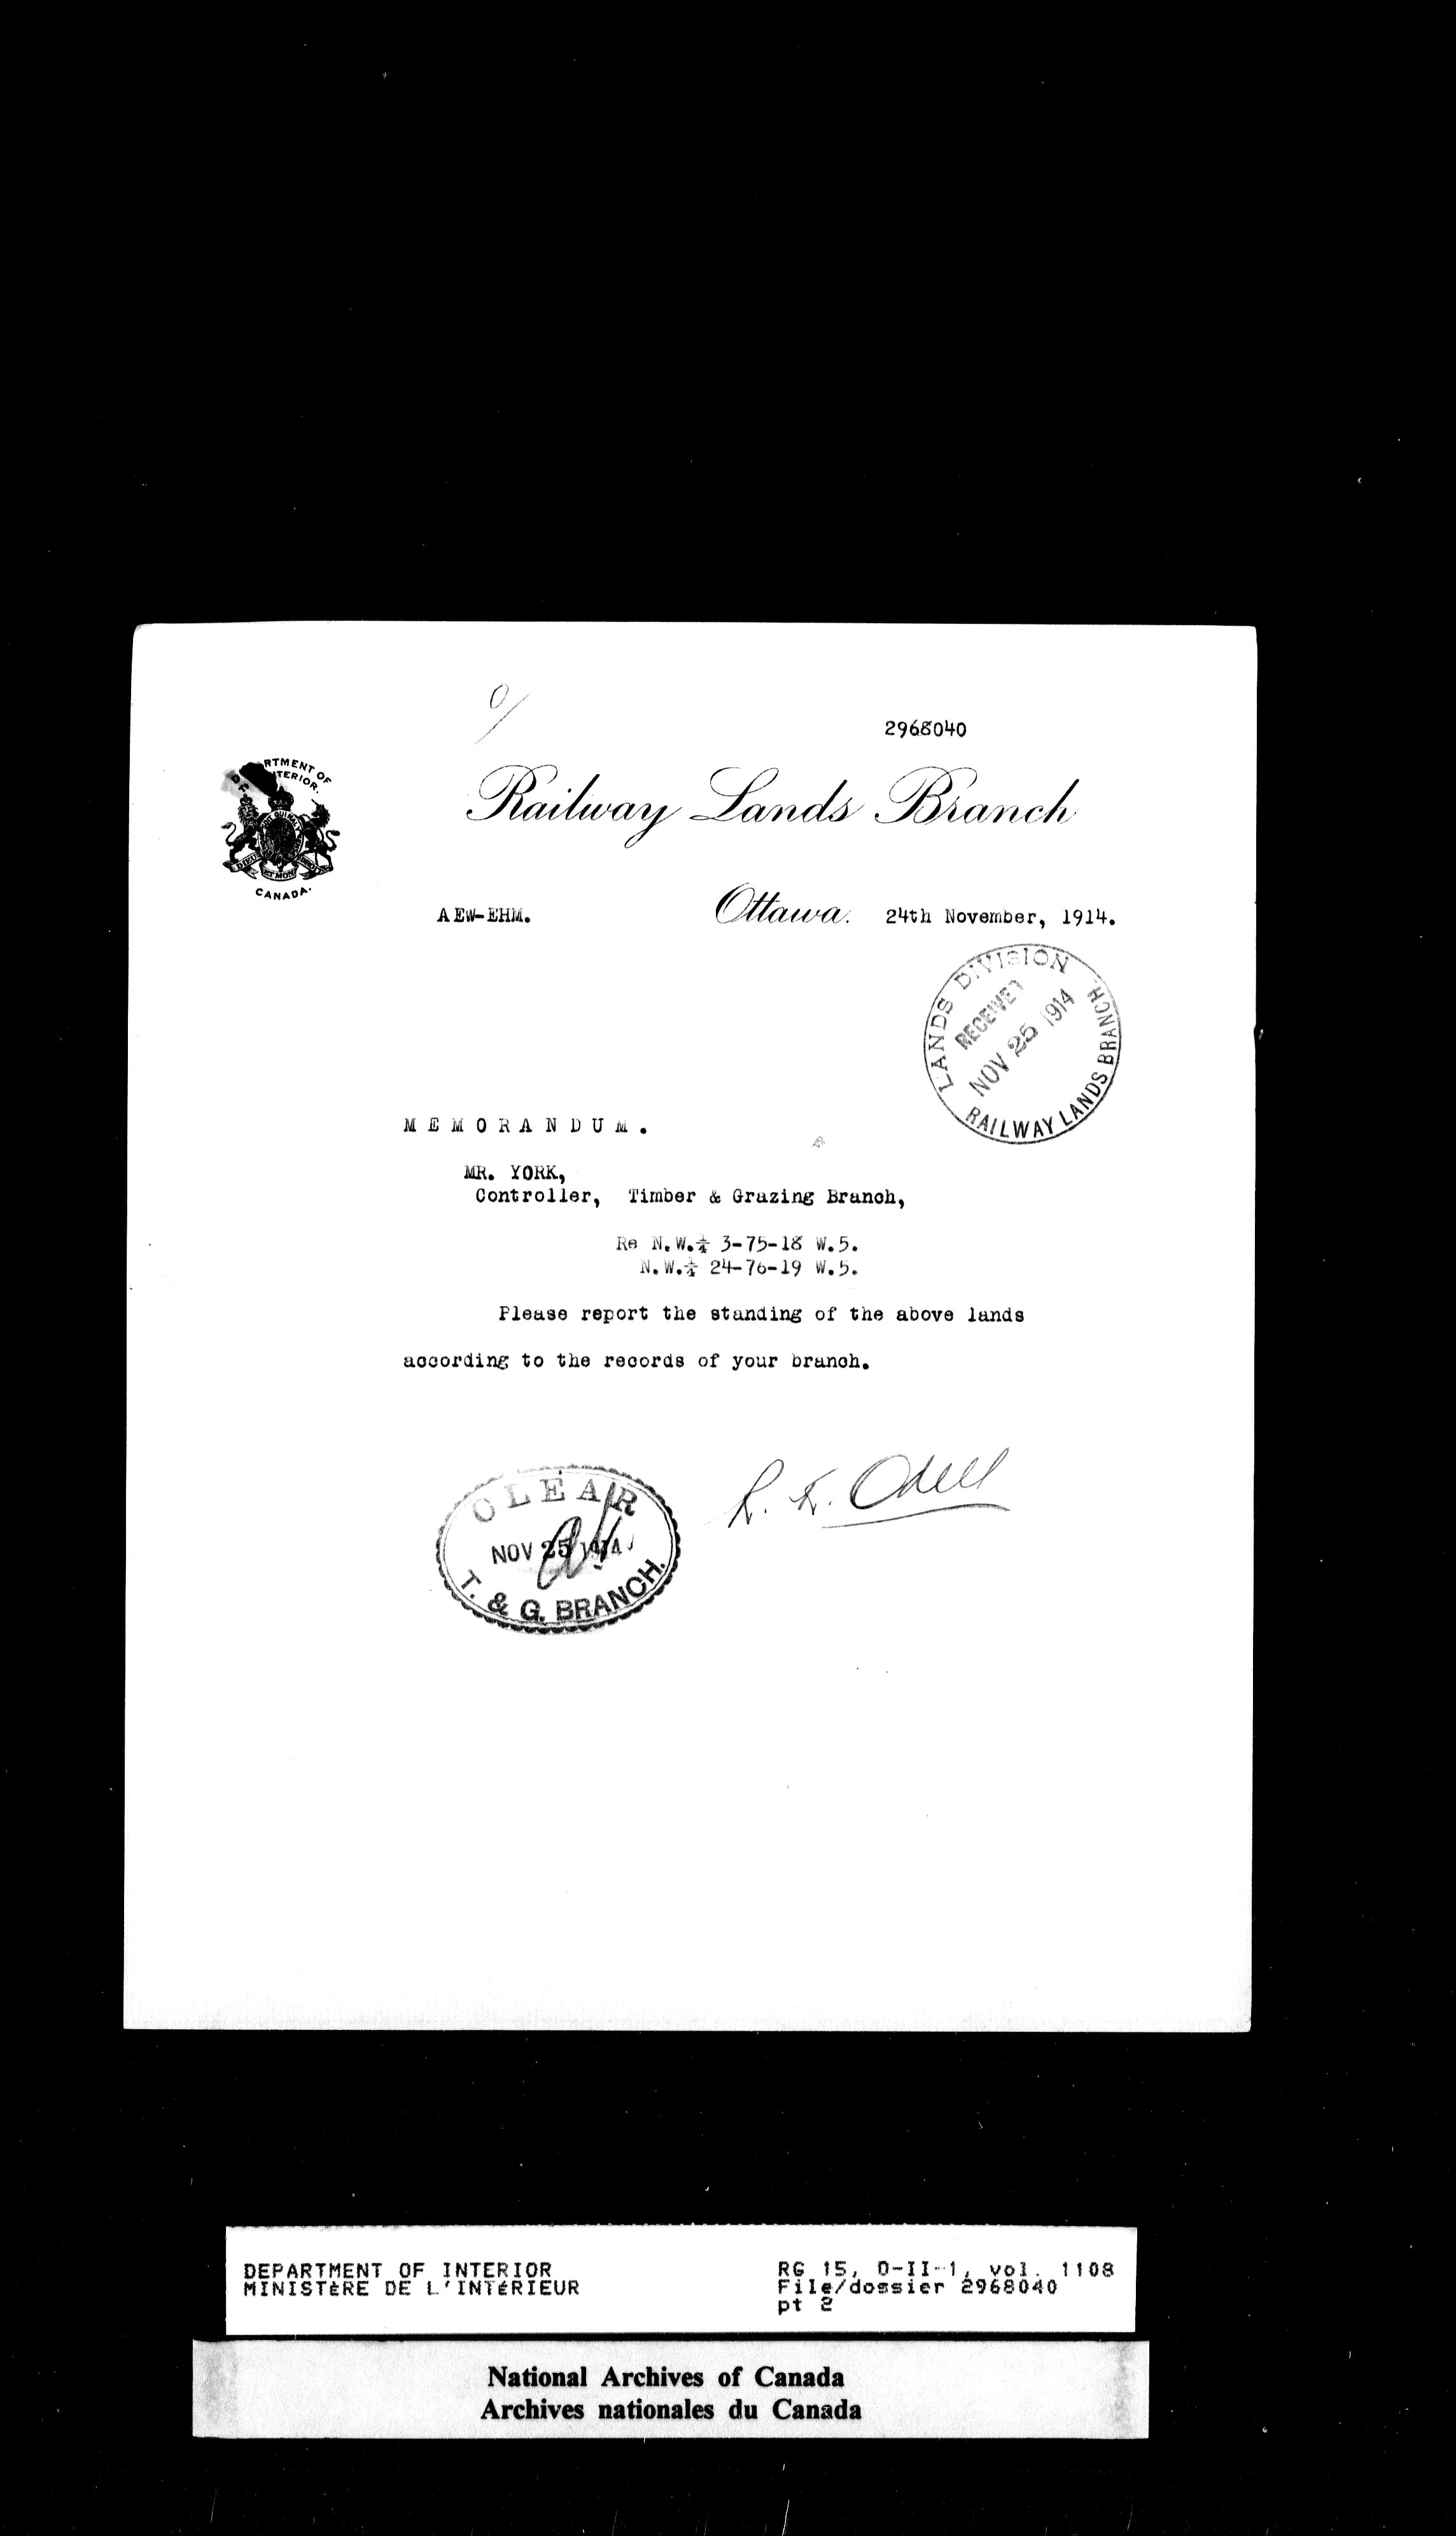 2968040
DEPARTMENT OF
INTERIOR.
CANADA.
Railway Lands Branch
AEW-EHM.
Ottawa. 24th November, 1914.
LANDS DIVISION
RECEIVED
NOV 25 1914
RAILWAY LANDS BRANCH.
MEMORANDUM.
MR. YORK,
Controller, Timber & Grazing Branch,
Re N.W.¼ 3-75-18 W.5.
N.W.¼ 24-76-19 W.5.
Please report the standing of the above lands
according to the records of your branch.
CLEAR
NOV 25 1914
T. & G. BRANCH.
Odell
DEPARTMENT OF INTERIOR
MINISTÈRE DE L'INTÉRIEUR
RG 15, D-II-1, vol. 1108
File/dossier 2968040
pt 2
National Archives of Canada
Archives nationales du Canada